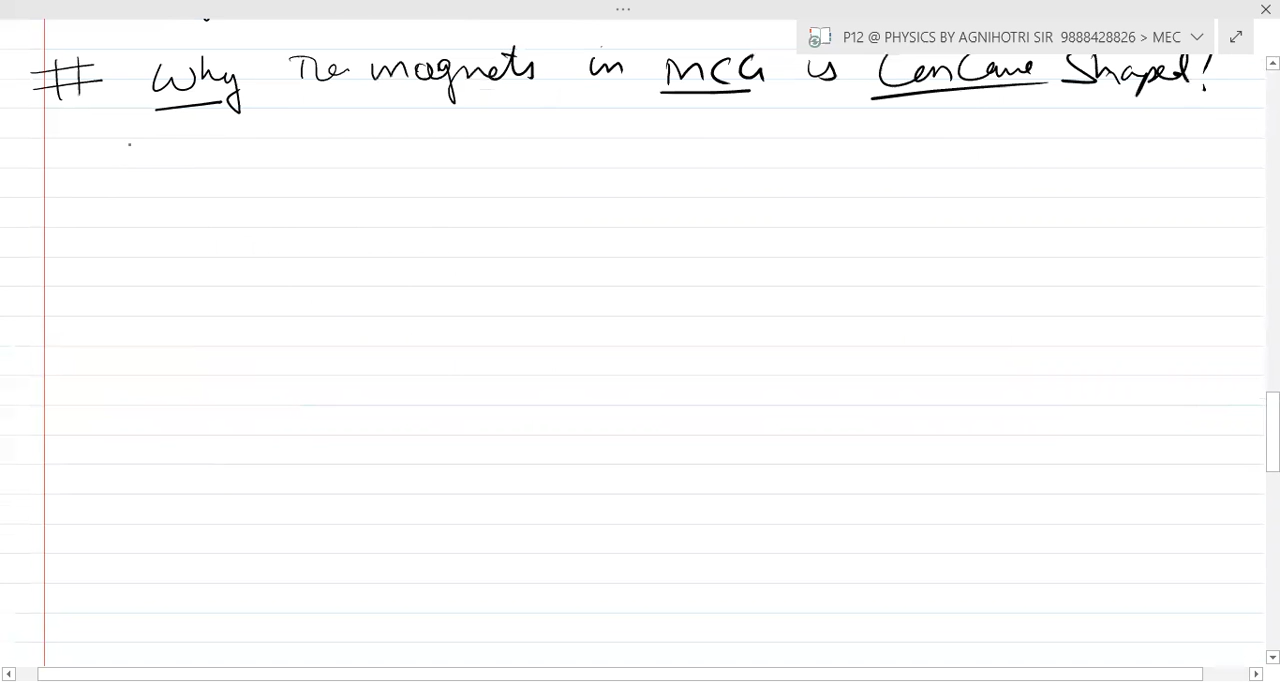 P12 @ PHYSICS BY AGNIHOTRI SIR 9888428826 > MEC
# Why The magnets in MCG is Concave Shaped!